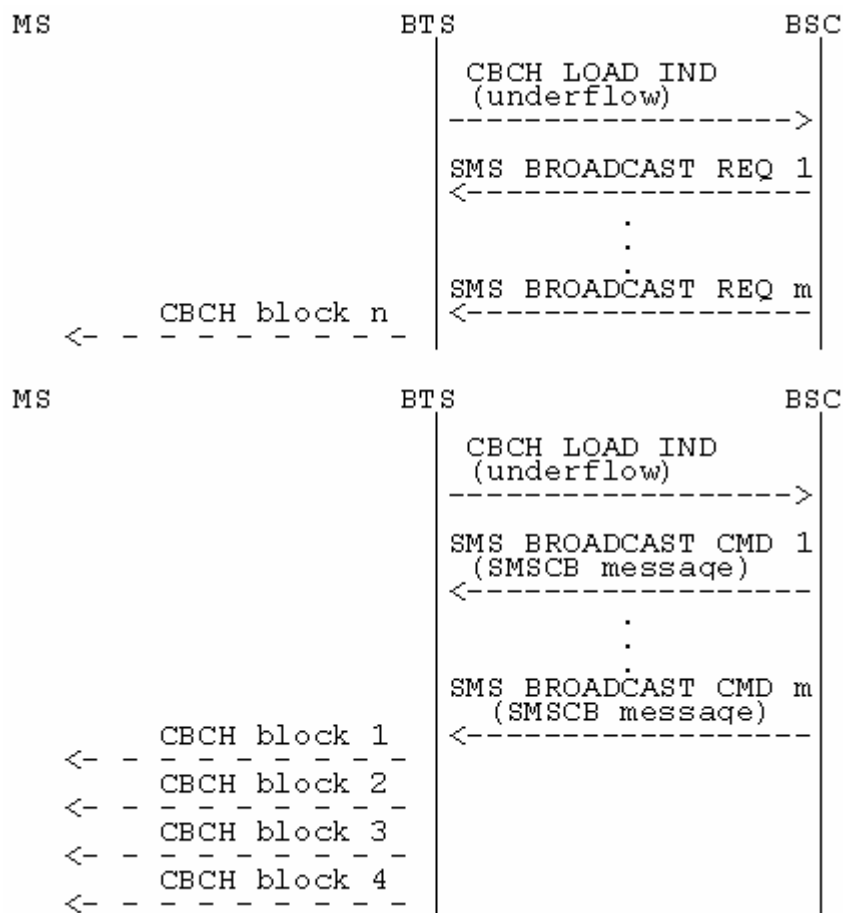 MS BTS BSC
CBCH LOAD IND
(underflow)
SMS BROADCAST REQ 1
.
.
.
SMS BROADCAST REQ m
CBCH block n
MS BTS BSC
CBCH LOAD IND
(underflow)
SMS BROADCAST CMD 1
(SMSCB message)
.
.
.
SMS BROADCAST CMD m
(SMSCB message)
CBCH block 1
CBCH block 2
CBCH block 3
CBCH block 4